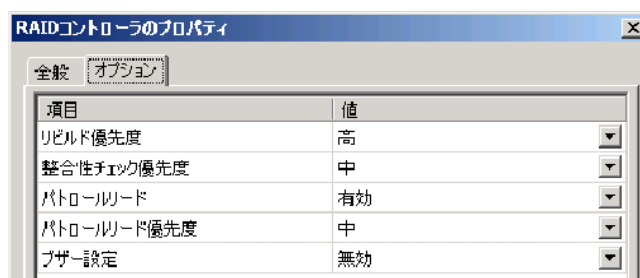 RAIDコントローラのプロパティ
全般 オプション
項目 値
リビルド優先度 高
整合性チェック優先度 中
パトロールリード 有効
パトロールリード優先度 中
ブザー設定 無効